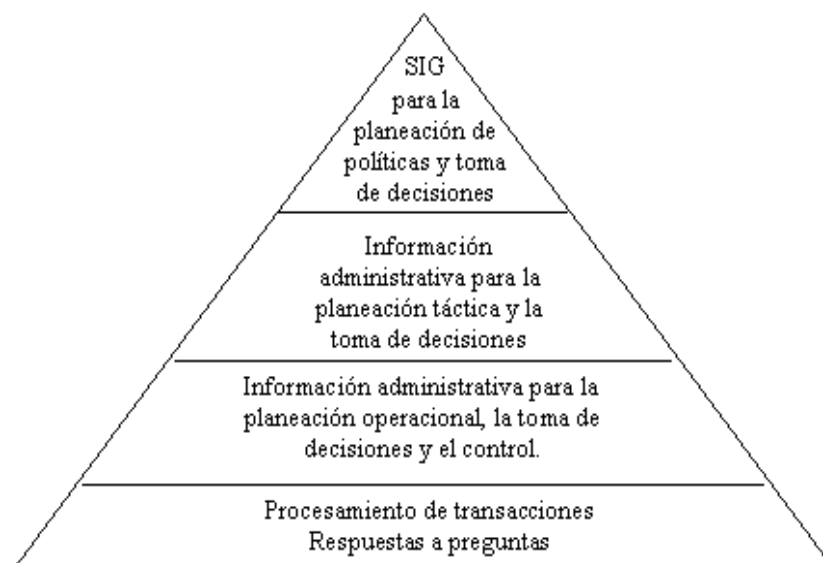 SIG
para la
planeación de
políticas y toma
de decisiones
Información
administrativa para la
planeación táctica y la
toma de decisiones
Información administrativa para la
planeación operacional, la toma de
decisiones y el control.
Procesamiento de transacciones
Respuestas a preguntas